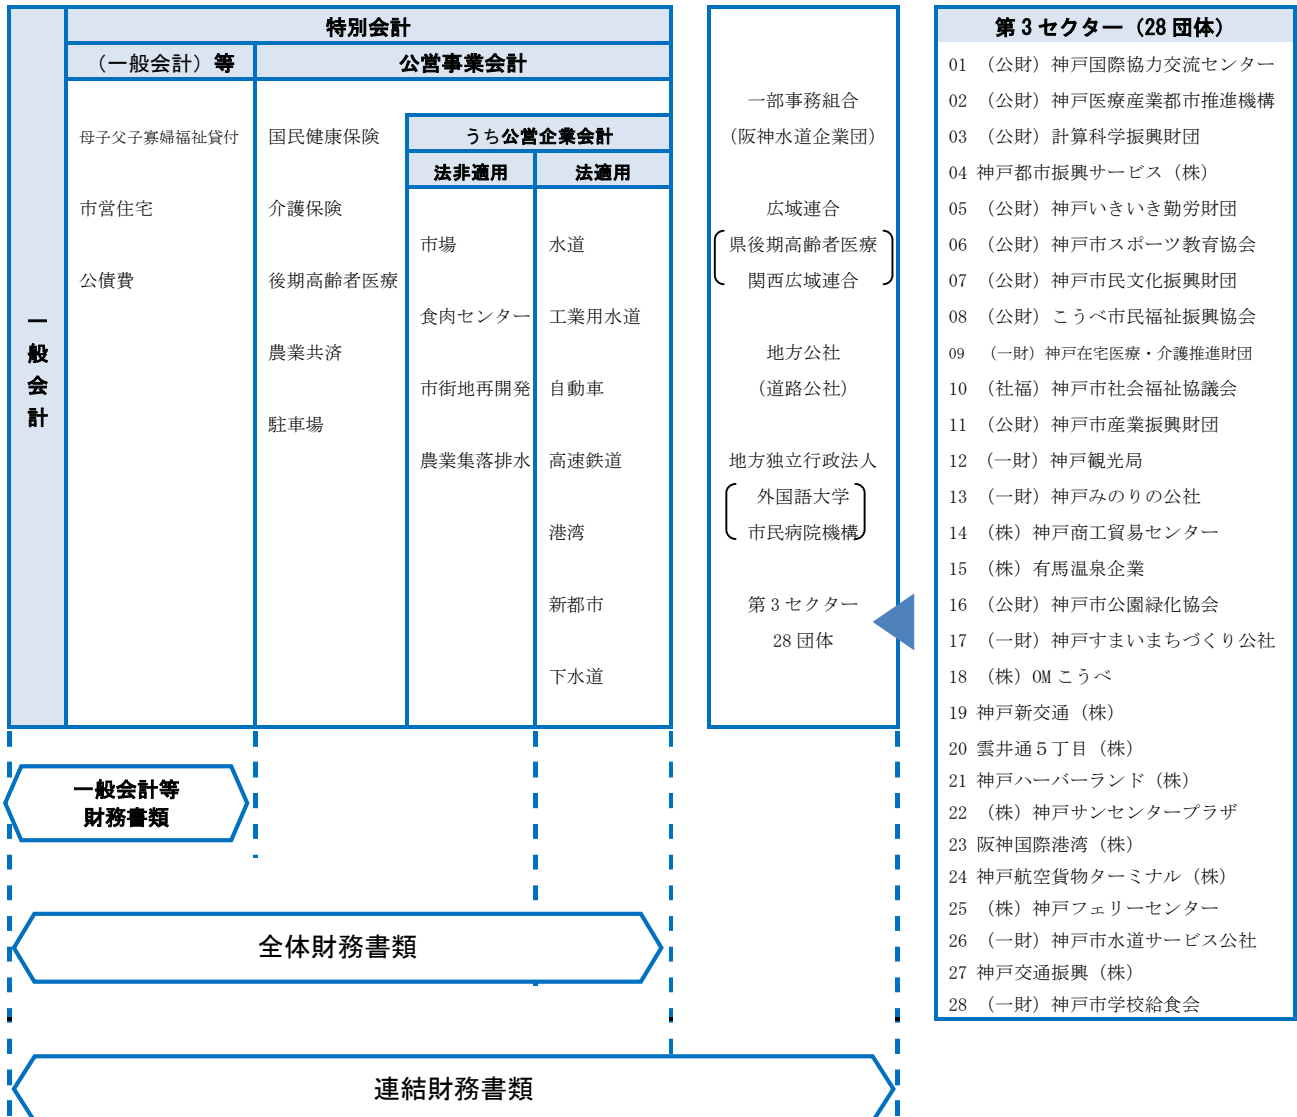 一般会計
特別会計
（一般会計）等
公営事業会計
母子父子寡婦福祉貸付
市営住宅
公債費
国民健康保険
介護保険
後期高齢者医療
農業共済
駐車場
うち公営企業会計
法非適用
法適用
市場
食肉センター
市街地再開発
農業集落排水
水道
工業用水道
自動車
高速鉄道
港湾
新都市
下水道
一部事務組合
（阪神水道企業団）
広域連合
県後期高齢者医療
関西広域連合
地方公社
（道路公社）
地方独立行政法人
外国語大学
市民病院機構
第３セクター
28 団体
第３セクター（28 団体）
01 （公財）神戸国際協力交流センター
02 （公財）神戸医療産業都市推進機構
03 （公財）計算科学振興財団
04 神戸都市振興サービス（株）
05 （公財）神戸いきいき勤労財団
06 （公財）神戸市スポーツ教育協会
07 （公財）神戸市民文化振興財団
08 （公財）こうべ市民福祉振興協会
09 （一財）神戸在宅医療・介護推進財団
10 （社福）神戸市社会福祉協議会
11 （公財）神戸市産業振興財団
12 （一財）神戸観光局
13 （一財）神戸みのりの公社
14 （株）神戸商工貿易センター
15 （株）有馬温泉企業
16 （公財）神戸市公園緑化協会
17 （一財）神戸すまいまちづくり公社
18 （株）OM こうべ
19 神戸新交通（株）
20 雲井通５丁目（株）
21 神戸ハーバーランド（株）
22 （株）神戸サンセンタープラザ
23 阪神国際港湾（株）
24 神戸航空貨物ターミナル（株）
25 （株）神戸フェリーセンター
26 （一財）神戸市水道サービス公社
27 神戸交通振興（株）
28 （一財）神戸市学校給食会
一般会計等
財務書類
全体財務書類
連結財務書類